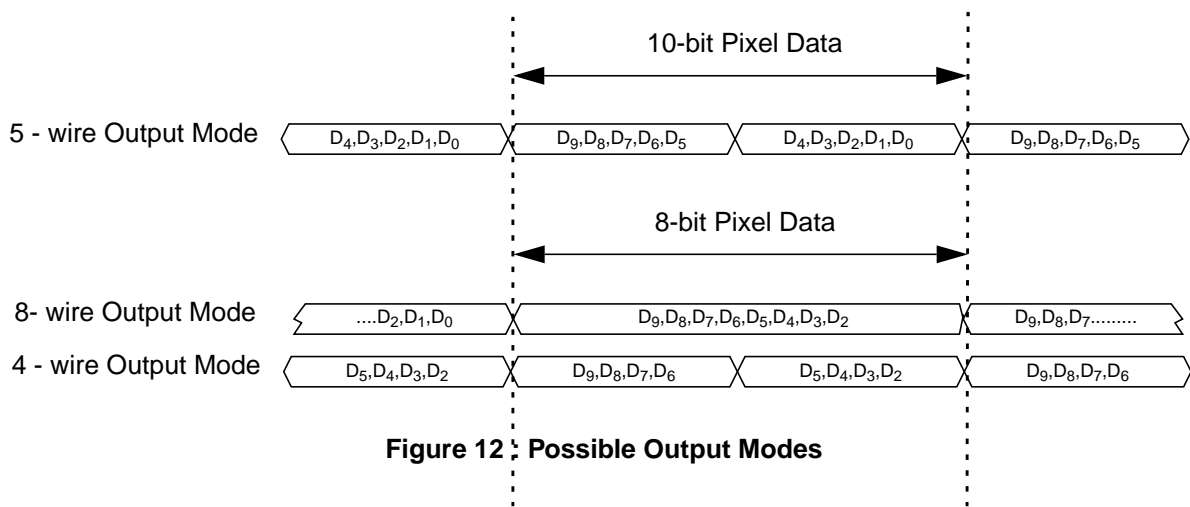 10-bit Pixel Data
5 - wire Output Mode D4,D3,D2,D1,D0 D9,D8,D7,D6,D5 D4,D3,D2,D1,D0 D9,D8,D7,D6,D5
8-bit Pixel Data
8- wire Output Mode ....D2,D1,D0 D9,D8,D7,D6,D5,D4,D3,D2 D9,D8,D7.........
4 - wire Output Mode D5,D4,D3,D2 D9,D8,D7,D6 D5,D4,D3,D2 D9,D8,D7,D6
Figure 12 : Possible Output Modes